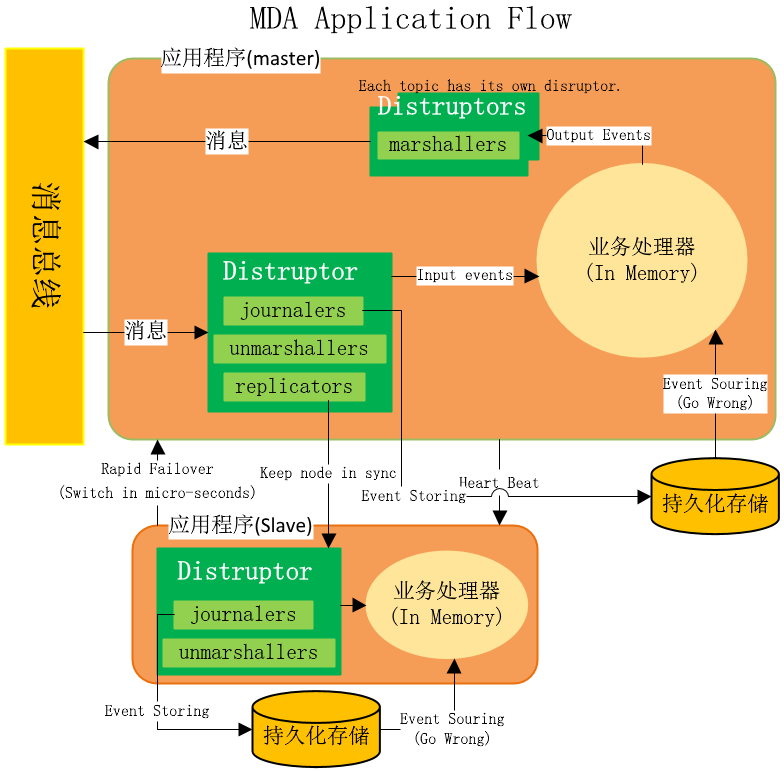 MDA Application Flow
应用程序(master)
Each topic has its own disruptor.
Distruptors
marshallers
Output Events
消息
消息总线
业务处理器
(In Memory)
Distruptor
Input events
journalers
unmarshallers
replicators
消息
Event Souring
(Go Wrong)
Rapid Failover
(Switch in micro-seconds)
Keep node in sync
Heart Beat
Event Storing
持久化存储
应用程序(Slave)
Distruptor
业务处理器
(In Memory)
journalers
unmarshallers
Event Storing
持久化存储
Event Souring
(Go Wrong)